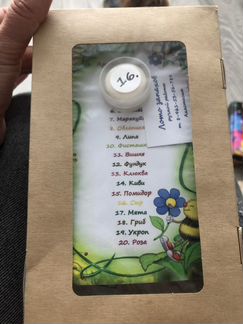 16.
Лото запахов
7. Маракуйя
8. Облепиха
9. Липа
10. Фисташка
11. Вишня
12. Фундук
13. Клюква
14. Киви
15. Помидор
16. Сыр
17. Мята
18. Гриб
19. Укроп
20. Роза